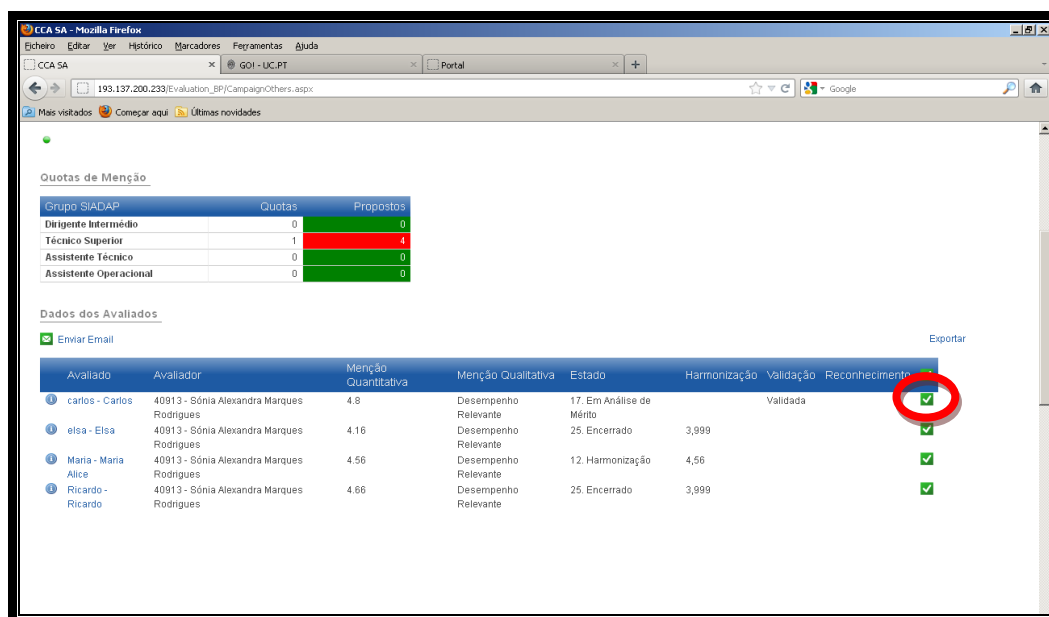 CCA SA - Mozilla Firefox
Ficheiro Editar Ver Histórico Marcadores Ferramentas Ajuda
CCA SA × GO! - UC.PT × Portal × +
193.137.200.233/Evaluation_BP/CampaignOthers.aspx Google
Mais visitados Começar aqui Últimas novidades
Quotas de Menção
Grupo SIADAP Quotas Propostos
Dirigente Intermédio 0 0
Técnico Superior 1 4
Assistente Técnico 0 0
Assistente Operacional 0 0
Dados dos Avaliados
Enviar Email Exportar
Avaliado Avaliador Menção Quantitativa Menção Qualitativa Estado Harmonização Validação Reconhecimento
carlos - Carlos 40913 - Sónia Alexandra Marques 4.8 Desempenho 17. Em Análise de Validada
Rodrigues Relevante Mérito
elsa - Elsa 40913 - Sónia Alexandra Marques 4.16 Desempenho 25. Encerrado 3,999
Rodrigues Relevante
Maria - Maria 40913 - Sónia Alexandra Marques 4.56 Desempenho 12. Harmonização 4,56
Alice Rodrigues Relevante
Ricardo - 40913 - Sónia Alexandra Marques 4.66 Desempenho 25. Encerrado 3,999
Ricardo Rodrigues Relevante